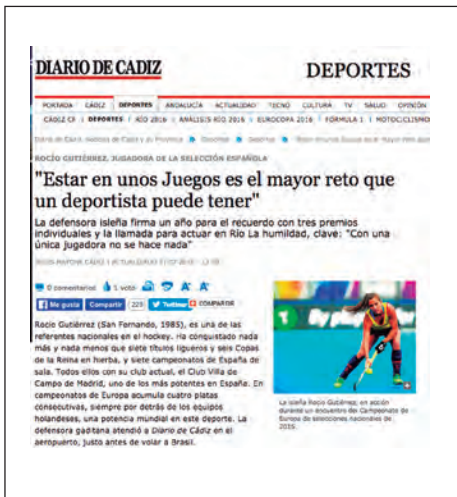 DIARIO DE CADIZ
DEPORTES
PORTADA CÁDIZ DEPORTES ANDALUCÍA ACTUALIDAD TECNO CULTURA TV SALUD OPINIÓN
CÁDIZ CF DEPORTES RÍO 2016 ANÁLISIS RÍO 2016 EUROCOPA 2016 FÓRMULA 1 MOTOCICLISMO
ROCÍO GUTIÉRREZ, JUGADORA DE LA SELECCIÓN ESPAÑOLA
"Estar en unos Juegos es el mayor reto que
un deportista puede tener"
La defensora isleña firma un año para el recuerdo con tres premios
individuales y la llamada para actuar en Río La humildad, clave: "Con una
única jugadora no se hace nada"
0 comentarios 1 voto A A
Me gusta Compartir 225 Twittear COMPARTIR
Rocío Gutiérrez (San Fernando, 1985), es una de las
referentes nacionales en el hockey. Ha conquistado nada
más y nada menos que siete títulos ligueros y seis Copas
de la Reina en hierba, y siete campeonatos de España de
sala. Todos ellos con su club actual, el Club Villa de
Campo de Madrid, uno de los más potentes en España. En
campeonatos de Europa acumula cuatro platas
consecutivas, siempre por detrás de los equipos
holandeses, una potencia mundial en este deporte. La
defensora gaditana atendió a Diario de Cádiz en el
aeropuerto, justo antes de volar a Brasil.
La isleña Rocío Gutiérrez, en acción
durante un encuentro del Campeonato de
Europa de selecciones nacionales de
2015.